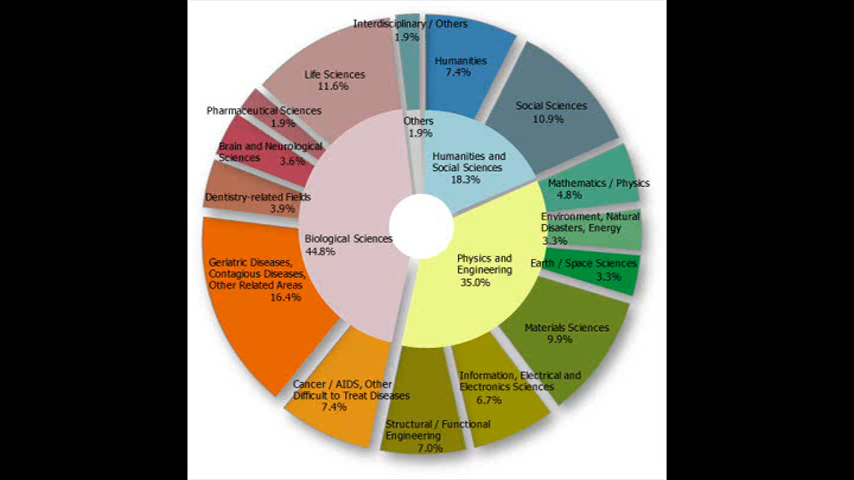 Interdisciplinary / Others
1.9%
Humanities
7.4%
Social Sciences
10.9%
Life Sciences
11.6%
Pharmaceutical Sciences
1.9%
Brain and Neurological
Sciences 3.6%
Dentistry-related Fields
3.9%
Others
1.9%
Humanities and
Social Sciences
18.3%
Mathematics / Physics
4.8%
Environment, Natural
Disasters, Energy
3.3%
Earth / Space Sciences
3.3%
Biological Sciences
44.8%
Physics and
Engineering
35.0%
Geriatric Diseases,
Contagious Diseases,
Other Related Areas
16.4%
Materials Sciences
9.9%
Cancer / AIDS, Other
Difficult to Treat Diseases
7.4%
Information, Electrical and
Electronics Sciences
6.7%
Structural / Functional
Engineering
7.0%